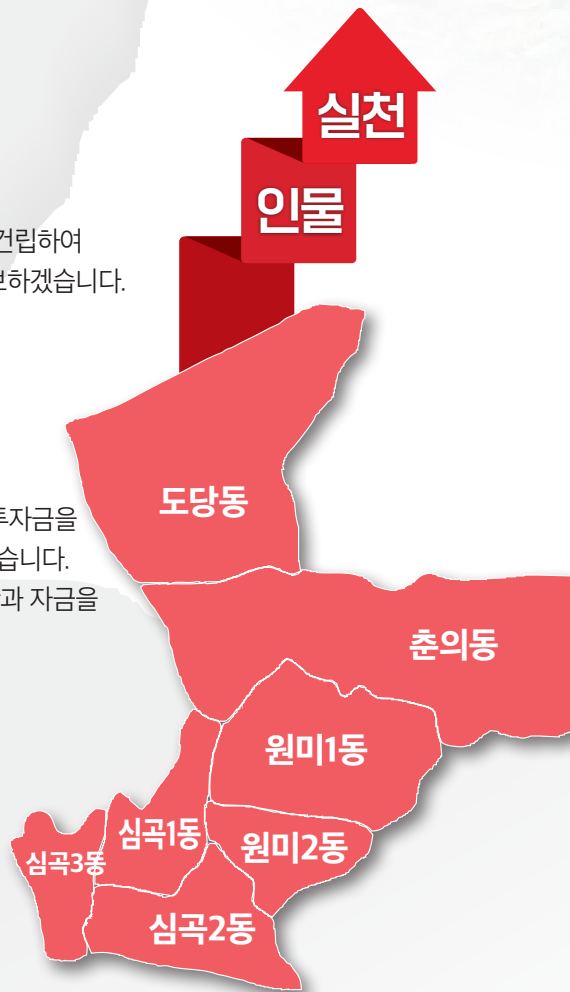 실천
인물
건립하여
하겠습니다.
도당동
투자금을
습니다.
과 자금을
춘의동
원미1동
심곡1동
원미2동
심곡3동
심곡2동